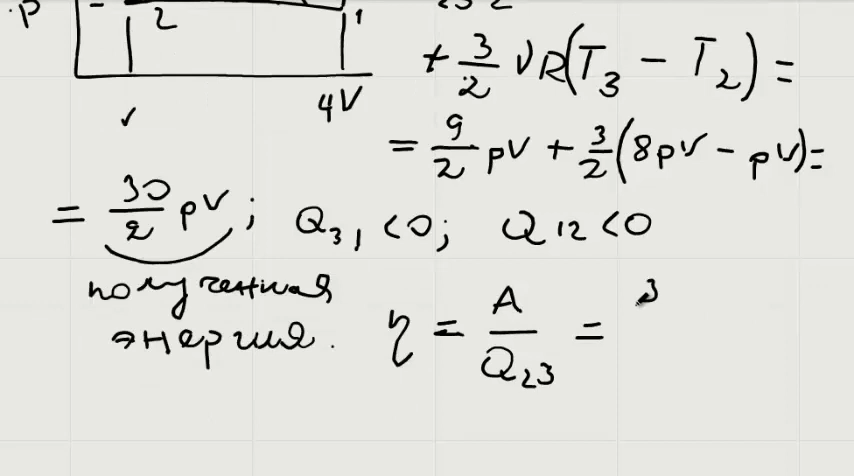 p 2 1
4V
+ 3/2 νR(T₃ - T₂) =
= 9/2 pV + 3/2 (8pV - pV) =
= 30/2 pV; Q₃₁ <0; Q₁₂ <0
полученная
энергия. η = A/Q₂₃ = 3